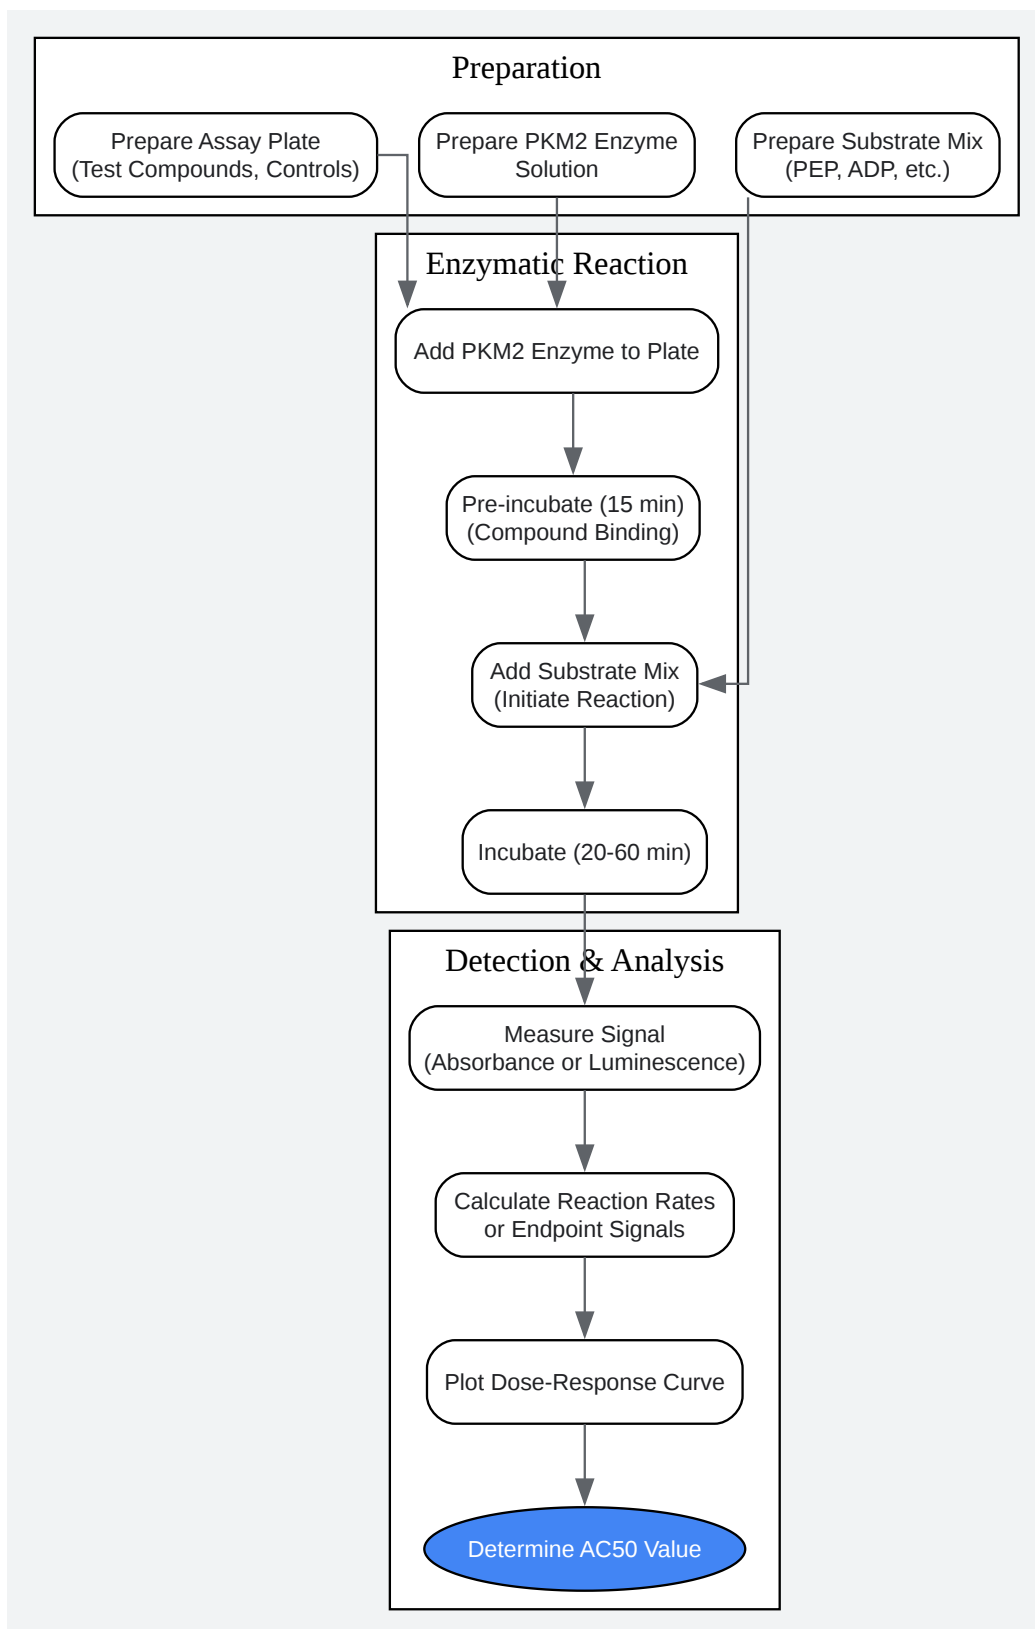 Preparation
Prepare Assay Plate
(Test Compounds, Controls)
Prepare PKM2 Enzyme
Solution
Prepare Substrate Mix
(PEP, ADP, etc.)
Enzymatic Reaction
Add PKM2 Enzyme to Plate
Pre-incubate (15 min)
(Compound Binding)
Add Substrate Mix
(Initiate Reaction)
Incubate (20-60 min)
Detection & Analysis
Measure Signal
(Absorbance or Luminescence)
Calculate Reaction Rates
or Endpoint Signals
Plot Dose-Response Curve
Determine AC50 Value